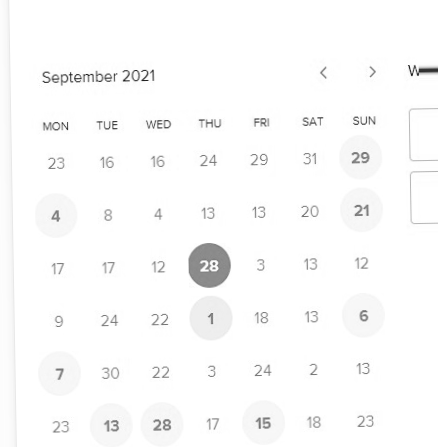 September 2021
W
MON TUE WED THU FRI SAT SUN
23 16 16 24 29 31 29
4 8 4 13 13 20 21
17 17 12 28 3 13 12
9 24 22 1 18 13 6
7 30 22 3 24 2 13
23 13 28 17 15 18 23